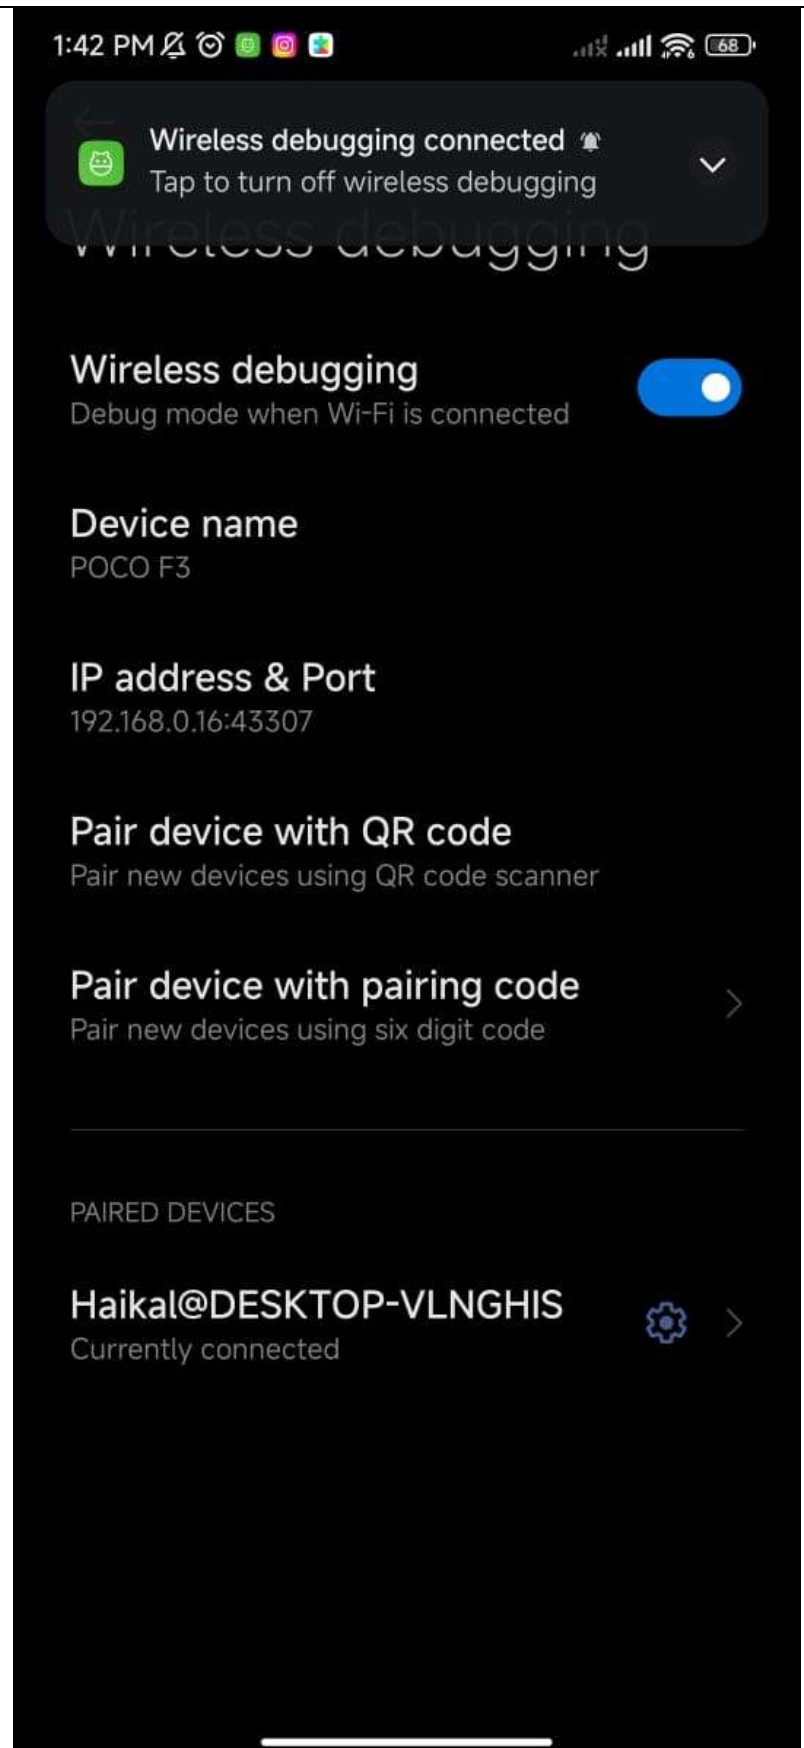 1:42 PM 68
Wireless debugging connected
Tap to turn off wireless debugging
Wireless debugging
Wireless debugging
Debug mode when Wi-Fi is connected
Device name
POCO F3
IP address & Port
192.168.0.16:43307
Pair device with QR code
Pair new devices using QR code scanner
Pair device with pairing code
Pair new devices using six digit code
PAIRED DEVICES
Haikal@DESKTOP-VLNGHIS
Currently connected